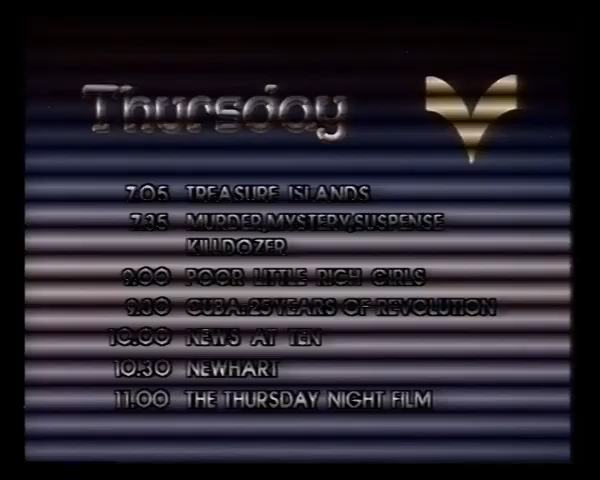 Thursday
7.05 TREASURE ISLANDS
7.35 MURDER,MYSTERY,SUSPENSE
KILLDOZER
9.00 POOR LITTLE RICH GIRLS
9.30 CUBA:25YEARS OF REVOLUTION
10.00 NEWS AT TEN
10.30 NEWHART
11.00 THE THURSDAY NIGHT FILM